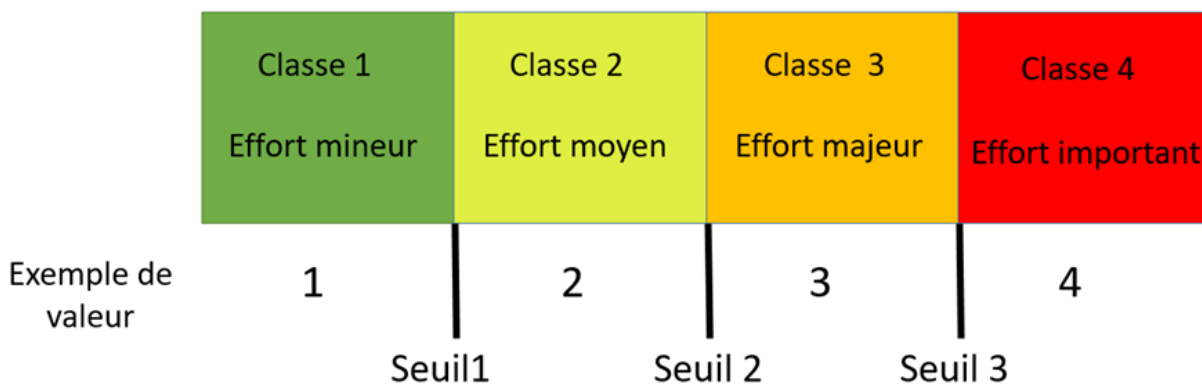 Classe 1
Effort mineur
Classe 2
Effort moyen
Classe 3
Effort majeur
Classe 4
Effort important
Exemple de
valeur
1
2
3
4
Seuil1
Seuil 2
Seuil 3